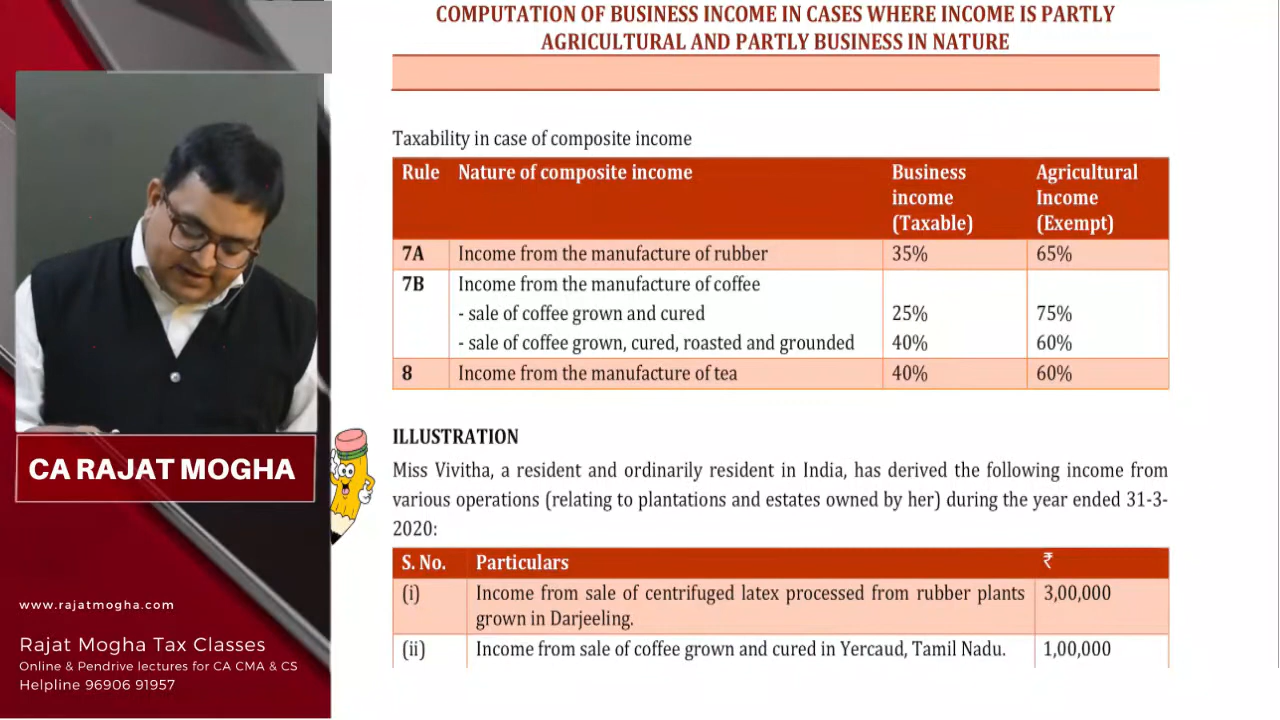 COMPUTATION OF BUSINESS INCOME IN CASES WHERE INCOME IS PARTLY
AGRICULTURAL AND PARTLY BUSINESS IN NATURE
Taxability in case of composite income
Rule Nature of composite income Business income (Taxable) Agricultural Income (Exempt)
7A Income from the manufacture of rubber 35% 65%
7B Income from the manufacture of coffee
- sale of coffee grown and cured 25% 75%
- sale of coffee grown, cured, roasted and grounded 40% 60%
8 Income from the manufacture of tea 40% 60%
ILLUSTRATION
Miss Vivitha, a resident and ordinarily resident in India, has derived the following income from
various operations (relating to plantations and estates owned by her) during the year ended 31-3-
2020:
S. No. Particulars ₹
(i) Income from sale of centrifuged latex processed from rubber plants 3,00,000
grown in Darjeeling.
(ii) Income from sale of coffee grown and cured in Yercaud, Tamil Nadu. 1,00,000
CA RAJAT MOGHA
www.rajatmogha.com
Rajat Mogha Tax Classes
Online & Pendrive lectures for CA CMA & CS
Helpline 96906 91957